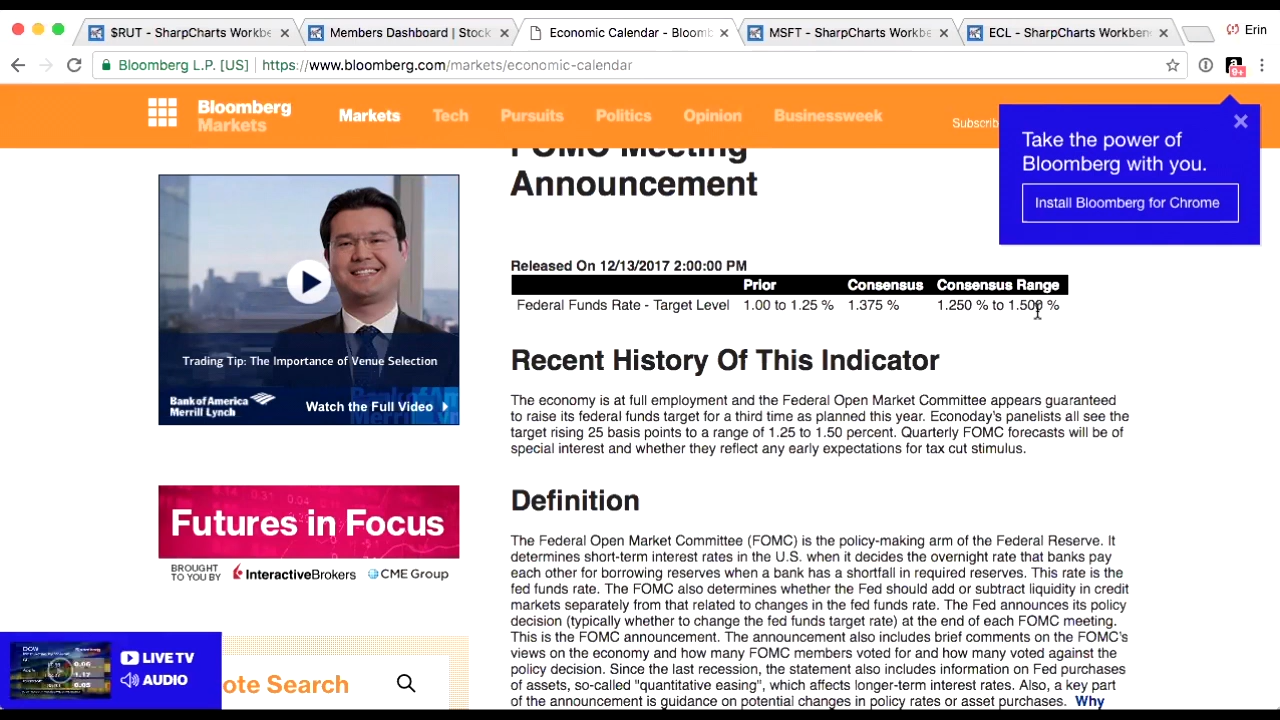 $RUT - SharpCharts Workb
Members Dashboard | Stock
Economic Calendar - Bloomb
MSFT - SharpCharts Workbe
ECL - SharpCharts Workben
Erin
Bloomberg L.P. [US]
https://www.bloomberg.com/markets/economic-calendar
9+
Bloomberg
Markets
Markets
Tech
Pursuits
Politics
Opinion
Businessweek
Subscrib
Take the power of
Bloomberg with you.
Install Bloomberg for Chrome
FOMC Meeting
Announcement
Released On 12/13/2017 2:00:00 PM
Prior Consensus Consensus Range
Federal Funds Rate - Target Level 1.00 to 1.25 % 1.375 % 1.250 % to 1.500 %
Trading Tip: The Importance of Venue Selection
Bank of America
Merrill Lynch
Watch the Full Video
Recent History Of This Indicator
The economy is at full employment and the Federal Open Market Committee appears guaranteed
to raise its federal funds target for a third time as planned this year. Econoday's panelists all see the
target rising 25 basis points to a range of 1.25 to 1.50 percent. Quarterly FOMC forecasts will be of
special interest and whether they reflect any early expectations for tax cut stimulus.
Futures in Focus
BROUGHT
TO YOU BY
InteractiveBrokers
CME Group
Definition
The Federal Open Market Committee (FOMC) is the policy-making arm of the Federal Reserve. It
determines short-term interest rates in the U.S. when it decides the overnight rate that banks pay
each other for borrowing reserves when a bank has a shortfall in required reserves. This rate is the
fed funds rate. The FOMC also determines whether the Fed should add or subtract liquidity in credit
markets separately from that related to changes in the fed funds rate. The Fed announces its policy
decision (typically whether to change the fed funds target rate) at the end of each FOMC meeting.
This is the FOMC announcement. The announcement also includes brief comments on the FOMC's
views on the economy and how many FOMC members voted for and how many voted against the
policy decision. Since the last recession, the statement also includes information on Fed purchases
of assets, so-called "quantitative easing", which affects longer-term interest rates. Also, a key part
of the announcement is guidance on potential changes in policy rates or asset purchases. Why
LIVE TV
AUDIO
ote Search